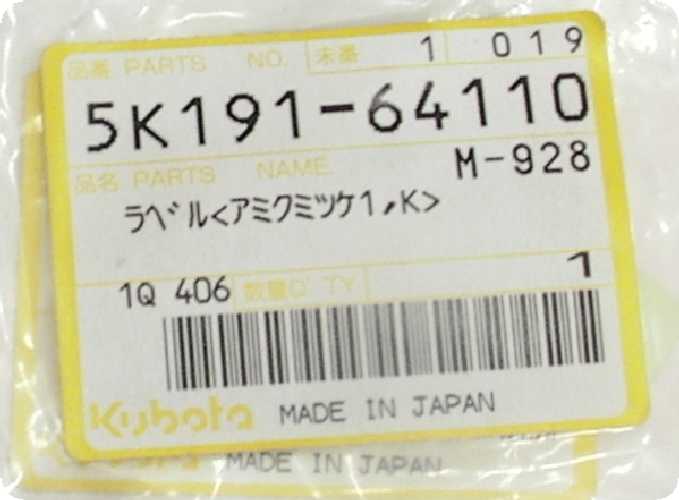 品番 PARTS NO. 末番 1 019
5K191-64110
品名 PARTS NAME M-928
ラベル<アミクミツケ1,K>
1Q 406 数量Q'TY 1
Kubota MADE IN JAPAN
MADE IN JAPAN